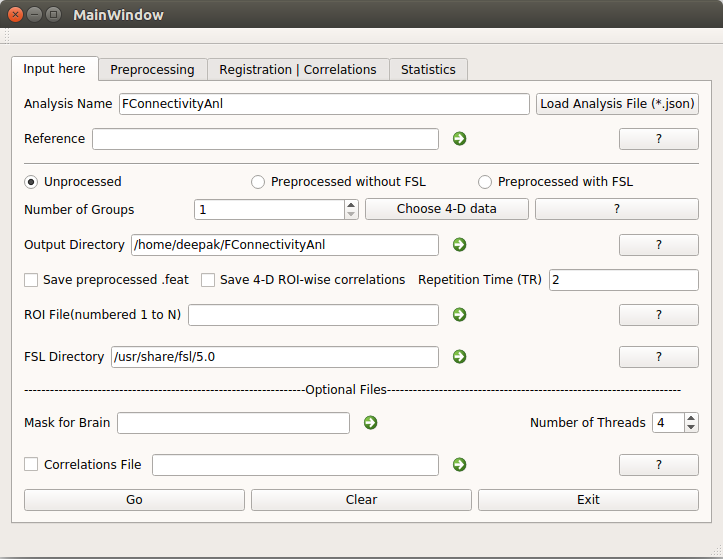 MainWindow
Input here Preprocessing Registration | Correlations Statistics
Analysis Name FConnectivityAnl Load Analysis File (*.json)
Reference ?
Unprocessed Preprocessed without FSL Preprocessed with FSL
Number of Groups 1 Choose 4-D data ?
Output Directory /home/deepak/FConnectivityAnl ?
Save preprocessed .feat Save 4-D ROI-wise correlations Repetition Time (TR) 2
ROI File(numbered 1 to N) ?
FSL Directory /usr/share/fsl/5.0 ?
------------------------------------------------------------------Optional Files---------------------------------------------------------------------
Mask for Brain Number of Threads 4
Correlations File ?
Go Clear Exit